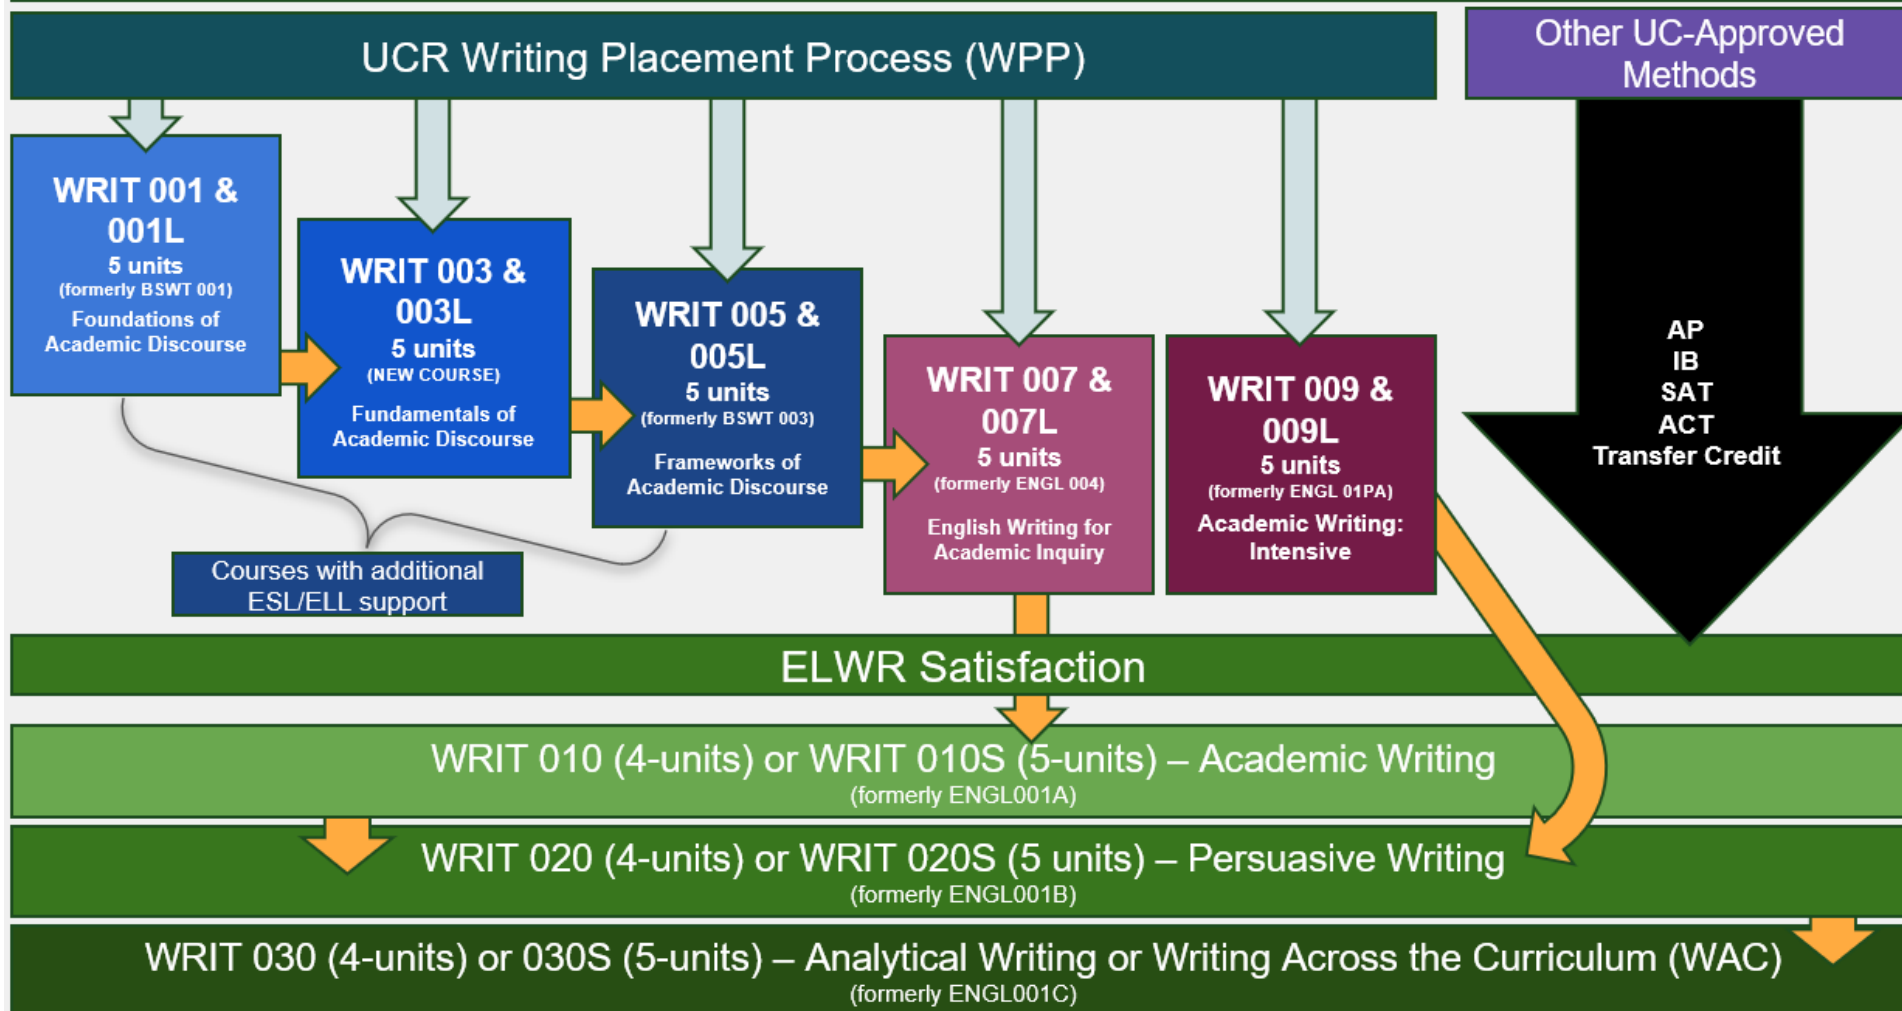 UCR Writing Placement Process (WPP)
Other UC-Approved
Methods
WRIT 001 &
001L
5 units
(formerly BSWT 001)
Foundations of
Academic Discourse
WRIT 003 &
003L
5 units
(NEW COURSE)
Fundamentals of
Academic Discourse
WRIT 005 &
005L
5 units
(formerly BSWT 003)
Frameworks of
Academic Discourse
WRIT 007 &
007L
5 units
(formerly ENGL 004)
English Writing for
Academic Inquiry
WRIT 009 &
009L
5 units
(formerly ENGL 01PA)
Academic Writing:
Intensive
AP
IB
SAT
ACT
Transfer Credit
Courses with additional
ESL/ELL support
ELWR Satisfaction
WRIT 010 (4-units) or WRIT 010S (5-units) – Academic Writing
(formerly ENGL001A)
WRIT 020 (4-units) or WRIT 020S (5 units) – Persuasive Writing
(formerly ENGL001B)
WRIT 030 (4-units) or 030S (5-units) – Analytical Writing or Writing Across the Curriculum (WAC)
(formerly ENGL001C)